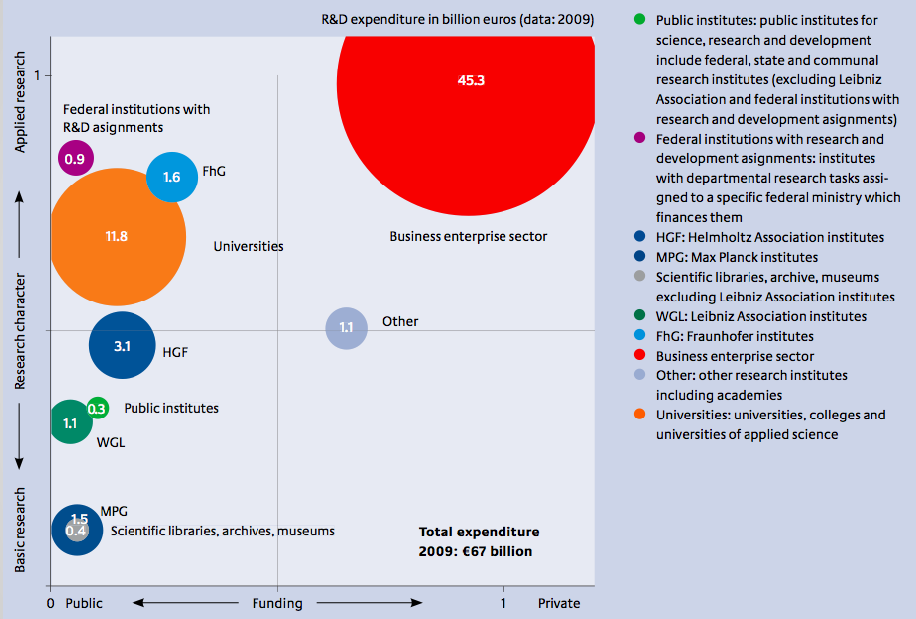 R&D expenditure in billion euros (data: 2009)
Applied research
Research character
Basic research
1
45.3
Federal institutions with
R&D asignments
0.9
1.6
FhG
11.8
Universities
Business enterprise sector
1.1
Other
3.1
HGF
0.3
Public institutes
1.1
WGL
MPG
1.5
0.4
Scientific libraries, archives, museums
Total expenditure
2009: €67 billion
0
Public
Funding
1
Private
Public institutes: public institutes for
science, research and development
include federal, state and communal
research institutes (excluding Leibniz
Association and federal institutions with
research and development asignments)
Federal institutions with research and
development asignments: institutes
with departmental research tasks assi-
gned to a specific federal ministry which
finances them
HGF: Helmholtz Association institutes
MPG: Max Planck institutes
Scientific libraries, archive, museums
excluding Leibniz Association institutes
WGL: Leibniz Association institutes
FhG: Fraunhofer institutes
Business enterprise sector
Other: other research institutes
including academies
Universities: universities, colleges and
universities of applied science